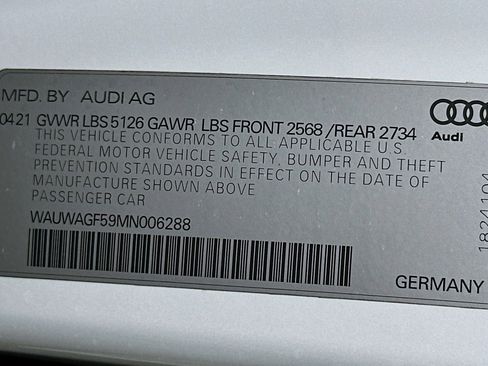 MFD. BY AUDI AG
0421 GVWR LBS 5126 GAWR LBS FRONT 2568 /REAR 2734
THIS VEHICLE CONFORMS TO ALL APPLICABLE U.S.
FEDERAL MOTOR VEHICLE SAFETY, BUMPER AND THEFT
PREVENTION STANDARDS IN EFFECT ON THE DATE OF
MANUFACTURE SHOWN ABOVE
PASSENGER CAR
WAUWAGF59MN006288
Audi
1824104
GERMANY